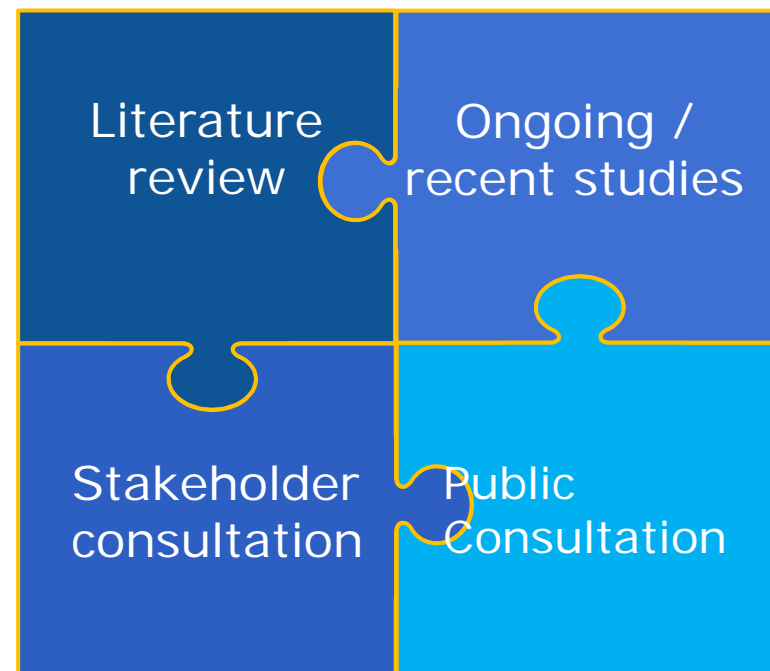 Literature
review
Ongoing /
recent studies
Stakeholder
consultation
Public
Consultation